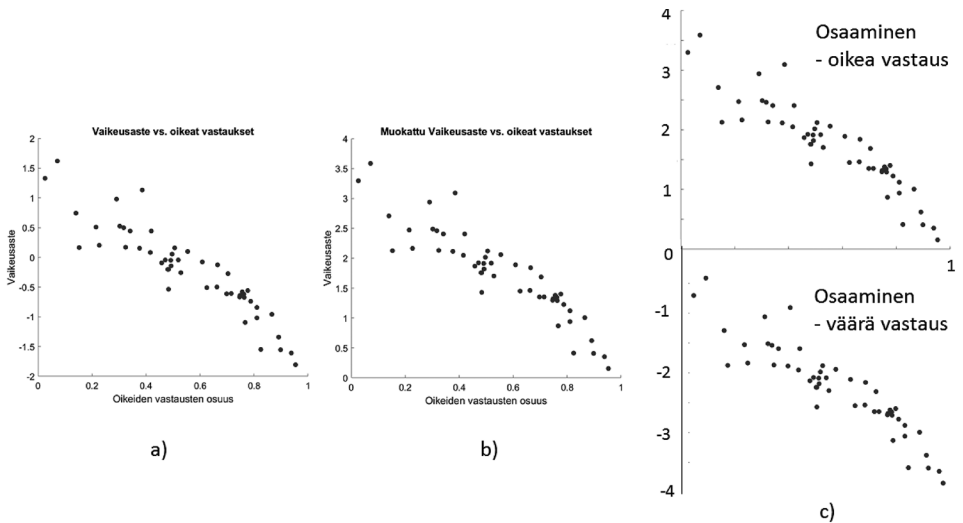 Vaikeusaste vs. oikeat vastaukset
2
1.5
1
0.5
0
-0.5
-1
-1.5
-2
Vaikeusaste
0 0.2 0.4 0.6 0.8 1
Oikeiden vastausten osuus
a)
Muokattu Vaikeusaste vs. oikeat vastaukset
4
3.5
3
2.5
2
1.5
1
0.5
0
Vaikeusaste
0 0.2 0.4 0.6 0.8 1
Oikeiden vastausten osuus
b)
4
3
2
1
0
-1
-2
-3
-4
1
Osaaminen
- oikea vastaus
Osaaminen
- väärä vastaus
c)